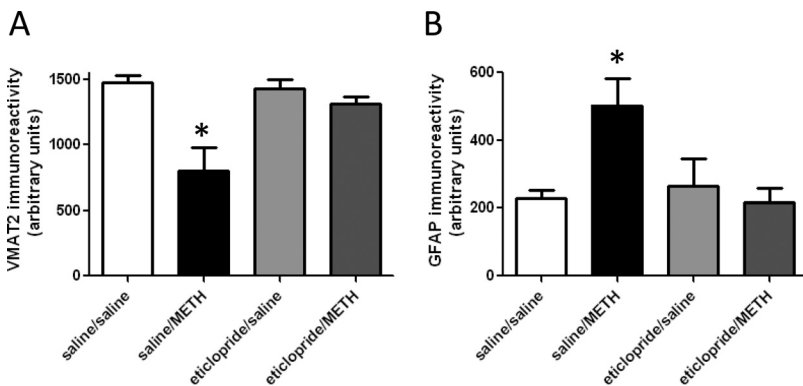 A
VMAT2 immunoreactivity
(arbitrary units)
1500
1000
500
0
*
saline/saline
saline/METH
eticlopride/saline
eticlopride/METH
B
GFAP immunoreactivity
(arbitrary units)
600
400
200
0
*
saline/saline
saline/METH
eticlopride/saline
eticlopride/METH